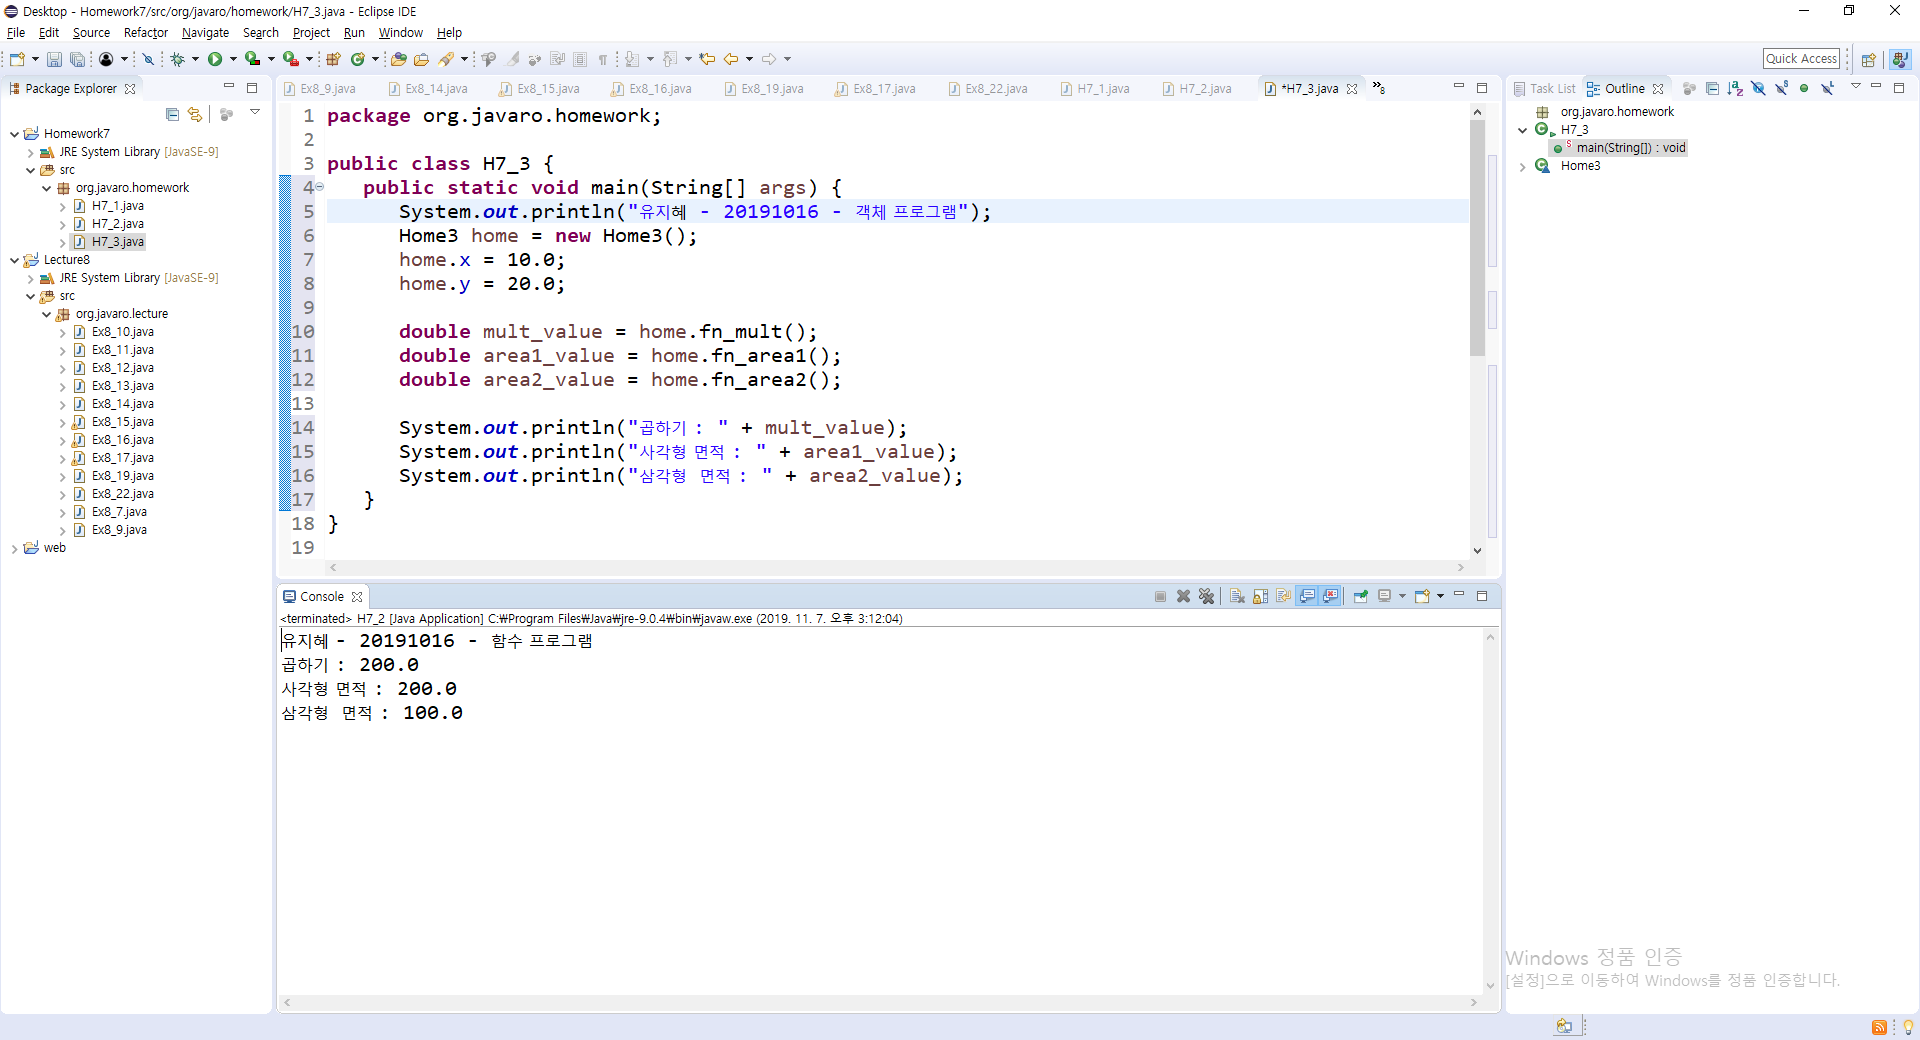 Desktop - Homework7/src/org/javaro/homework/H7_3.java - Eclipse IDE
File Edit Source Refactor Navigate Search Project Run Window Help
Quick Access
Package Explorer
Homework7
JRE System Library [JavaSE-9]
src
org.javaro.homework
H7_1.java
H7_2.java
H7_3.java
Lecture8
JRE System Library [JavaSE-9]
src
org.javaro.lecture
Ex8_10.java
Ex8_11.java
Ex8_12.java
Ex8_13.java
Ex8_14.java
Ex8_15.java
Ex8_16.java
Ex8_17.java
Ex8_19.java
Ex8_22.java
Ex8_7.java
Ex8_9.java
web
Ex8_9.java Ex8_14.java Ex8_15.java Ex8_16.java Ex8_19.java Ex8_17.java Ex8_22.java H7_1.java H7_2.java *H7_3.java »8
1 package org.javaro.homework;
2
3 public class H7_3 {
4 public static void main(String[] args) {
5 System.out.println("유지혜 - 20191016 - 객체 프로그램");
6 Home3 home = new Home3();
7 home.x = 10.0;
8 home.y = 20.0;
9
10 double mult_value = home.fn_mult();
11 double area1_value = home.fn_area1();
12 double area2_value = home.fn_area2();
13
14 System.out.println("곱하기 : " + mult_value);
15 System.out.println("사각형 면적 : " + area1_value);
16 System.out.println("삼각형 면적 : " + area2_value);
17 }
18 }
19
Console
<terminated> H7_2 [Java Application] C:₩Program Files₩Java₩jre-9.0.4₩bin₩javaw.exe (2019. 11. 7. 오후 3:12:04)
유지혜 - 20191016 - 함수 프로그램
곱하기 : 200.0
사각형 면적 : 200.0
삼각형 면적 : 100.0
Task List Outline
org.javaro.homework
H7_3
main(String[]) : void
Home3
Windows 정품 인증
[설정]으로 이동하여 Windows를 정품 인증합니다.